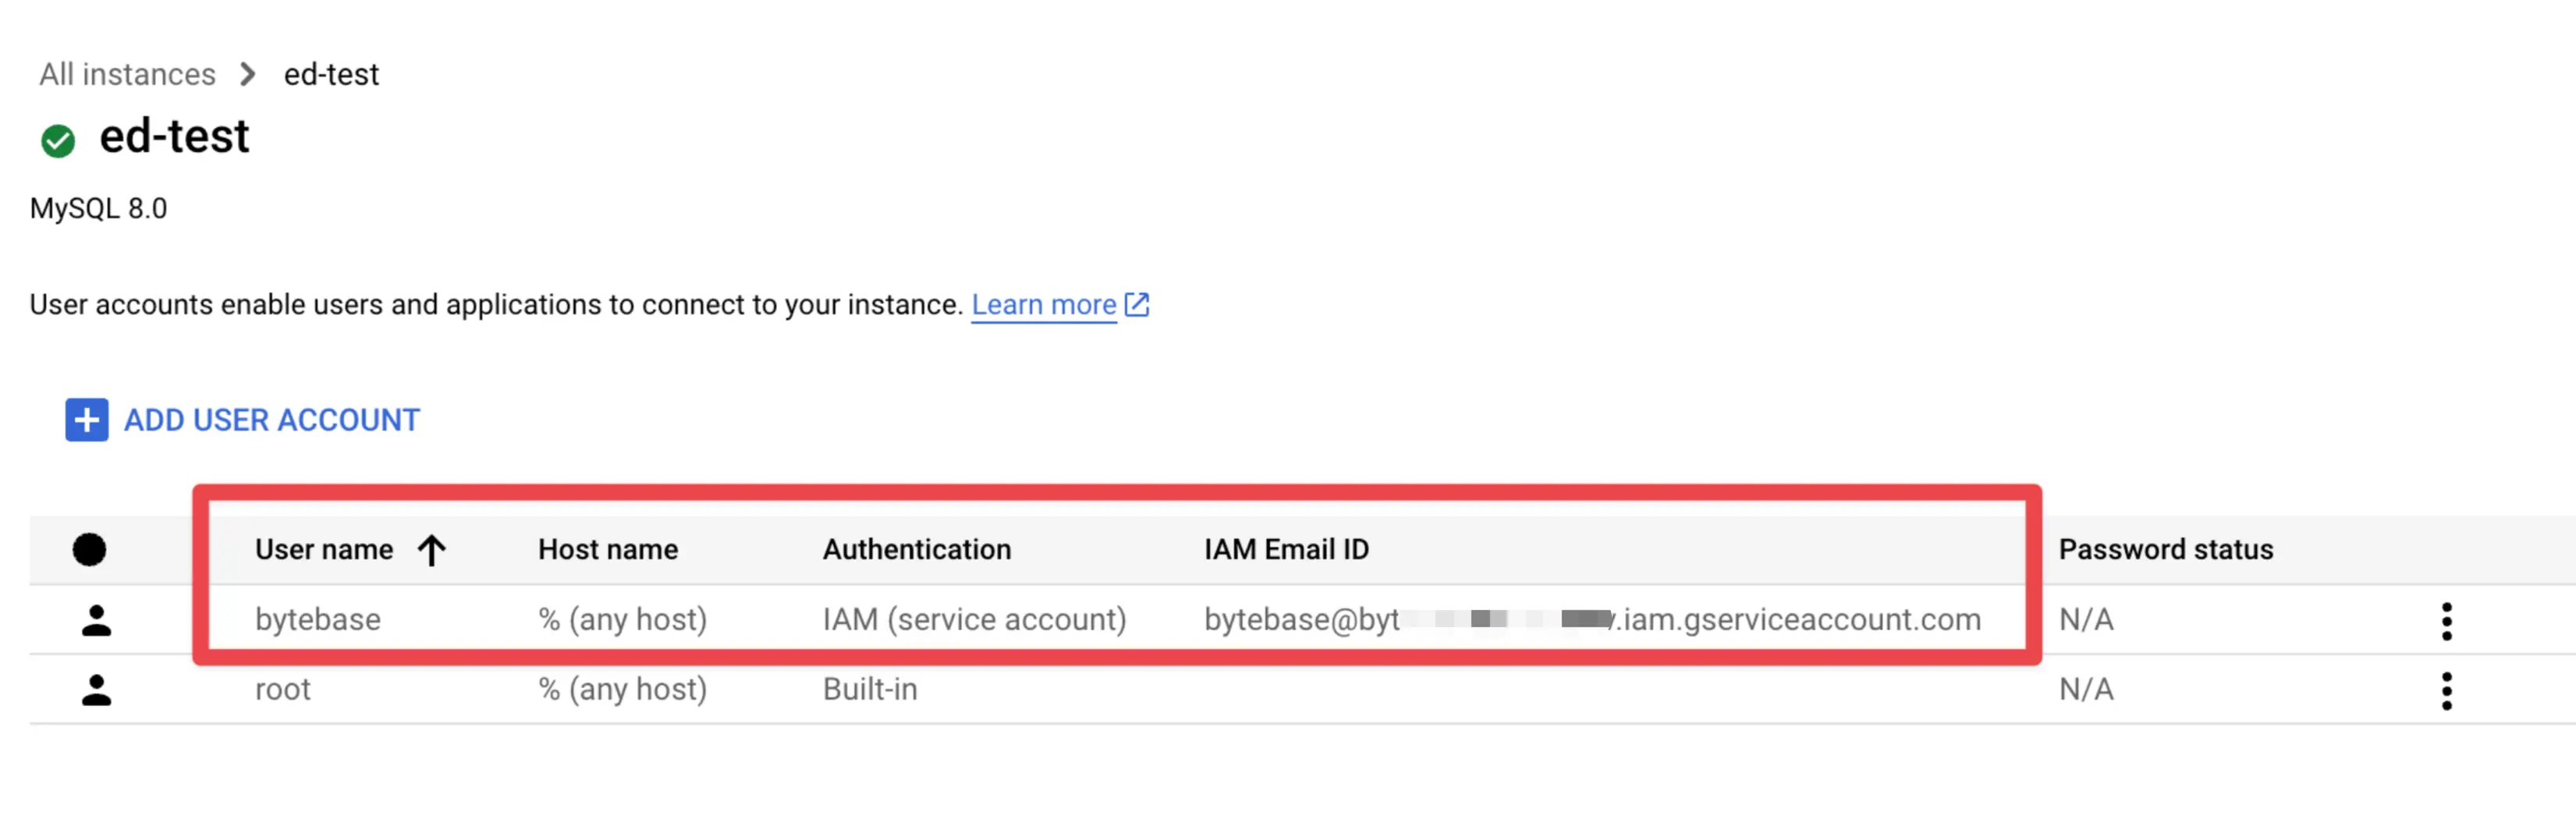 All instances > ed-test
ed-test
MySQL 8.0
User accounts enable users and applications to connect to your instance. Learn more
ADD USER ACCOUNT
User name Host name Authentication IAM Email ID Password status
bytebase % (any host) IAM (service account) bytebase@byt .iam.gserviceaccount.com N/A
root % (any host) Built-in N/A